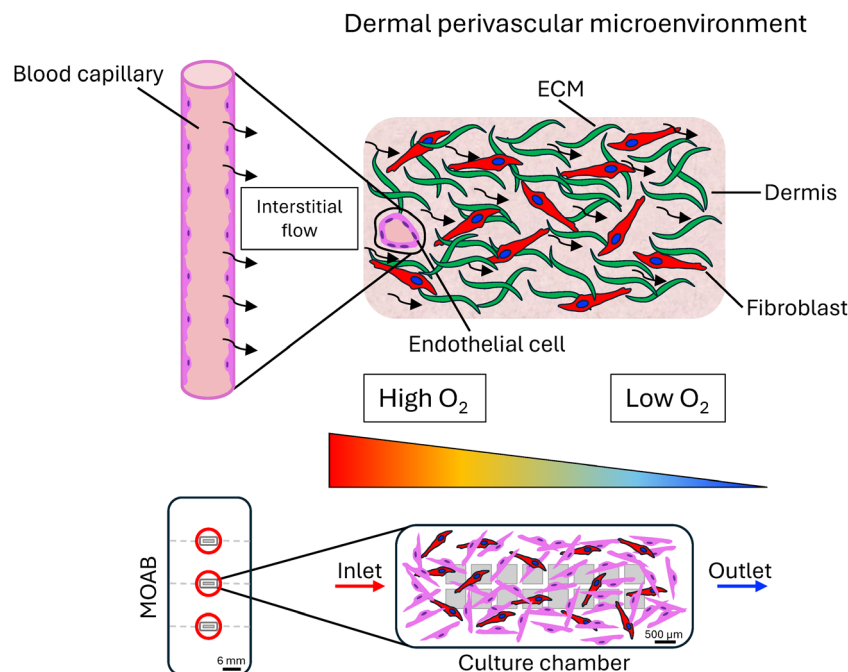 Dermal perivascular microenvironment
Blood capillary
ECM
Interstitial
flow
Dermis
Fibroblast
Endothelial cell
High O₂
Low O₂
MOAB
Inlet
Outlet
6 mm
500 µm
Culture chamber